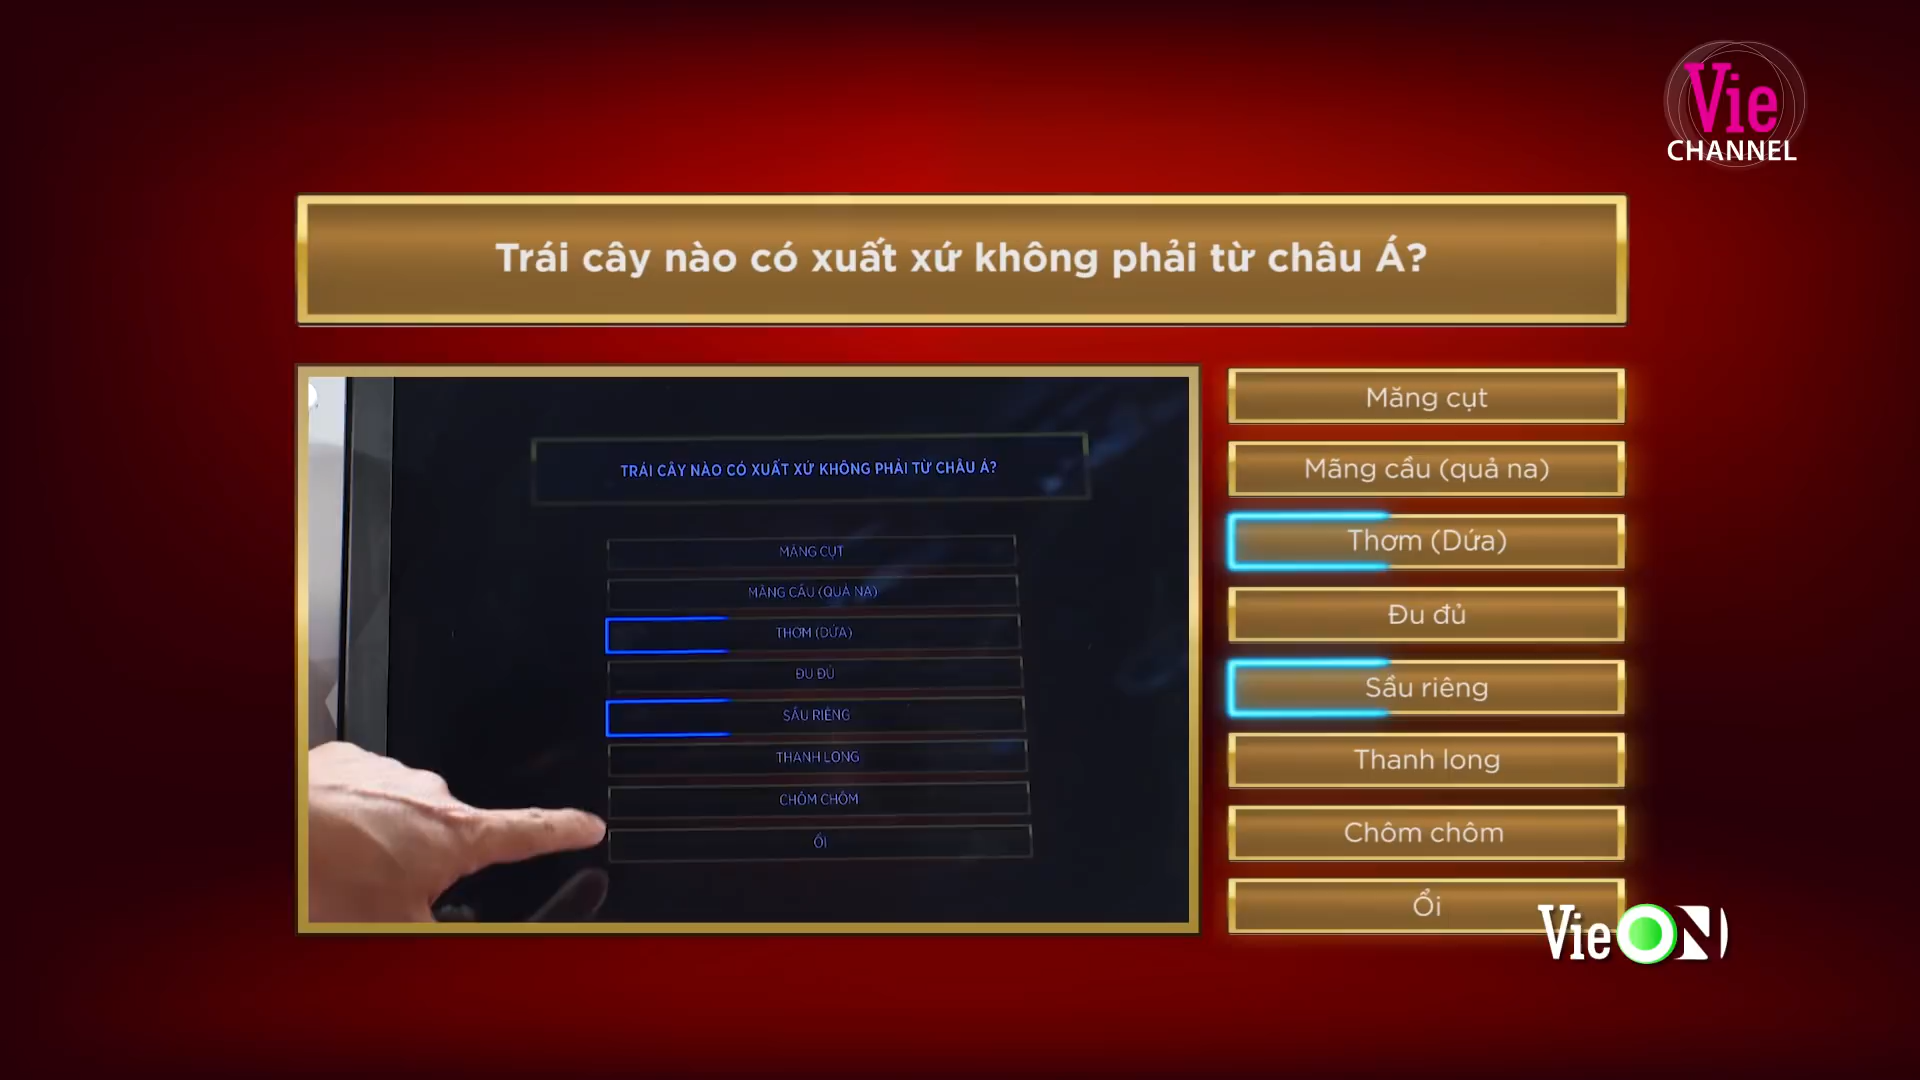 Vie
CHANNEL
Trái cây nào có xuất xứ không phải từ châu Á?
TRÁI CÂY NÀO CÓ XUẤT XỨ KHÔNG PHẢI TỪ CHÂU Á?
MĂNG CỤT
MÃNG CẦU (QUẢ NA)
THƠM (DỨA)
ĐU ĐỦ
SẦU RIÊNG
THANH LONG
CHÔM CHÔM
ỔI
Măng cụt
Mãng cầu (quả na)
Thơm (Dứa)
Đu đủ
Sầu riêng
Thanh long
Chôm chôm
Ổi
VieON